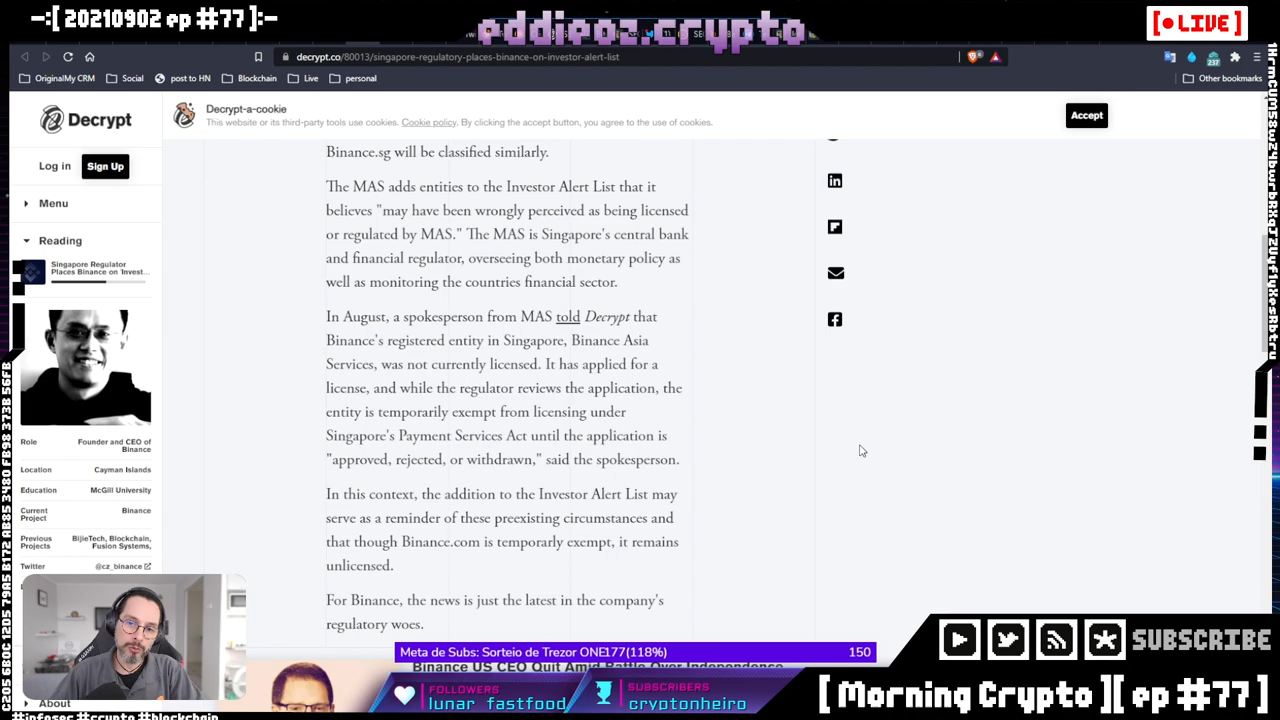 -:[ 20210902 ep #77 ]:-
eddieoz.crypto
[ ● LIVE ]
decrypt.co/80013/singapore-regulatory-places-binance-on-investor-alert-list
237
OriginalMy CRM
Social
post to HN
Blockchain
Live
personal
Other bookmarks
Decrypt
Decrypt-a-cookie
This website or its third-party tools use cookies. Cookie policy. By clicking the accept button, you agree to the use of cookies.
Accept
Log in
Sign Up
Menu
Reading
Singapore Regulator
Places Binance on 'Invest...
Role
Founder and CEO of
Binance
Location
Cayman Islands
Education
McGill University
Current
Project
Binance
Previous
Projects
BijieTech, Blockchain,
Fusion Systems,
Twitter
@cz_binance
About
Binance.sg will be classified similarly.
The MAS adds entities to the Investor Alert List that it
believes "may have been wrongly perceived as being licensed
or regulated by MAS." The MAS is Singapore's central bank
and financial regulator, overseeing both monetary policy as
well as monitoring the countries financial sector.
In August, a spokesperson from MAS told Decrypt that
Binance's registered entity in Singapore, Binance Asia
Services, was not currently licensed. It has applied for a
license, and while the regulator reviews the application, the
entity is temporarily exempt from licensing under
Singapore's Payment Services Act until the application is
"approved, rejected, or withdrawn," said the spokesperson.
In this context, the addition to the Investor Alert List may
serve as a reminder of these preexisting circumstances and
that though Binance.com is temporarly exempt, it remains
unlicensed.
For Binance, the news is just the latest in the company's
regulatory woes.
Meta de Subs: Sorteio de Trezor ONE177(118%)
150
Binance US CEO Quit Amid Battle Over Independence
FOLLOWERS
lunar_fastfood
SUBSCRIBERS
cryptonheiro
SUBSCRIBE
[ Morning Crypto ][ ep #77 ]
#infosec #crypto #blockchain